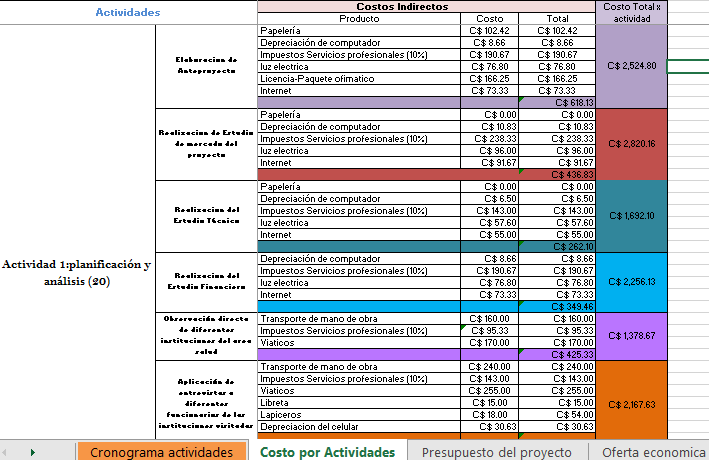 Actividades Costos Indirectos Costo Total x actividad
Producto Costo Total
Actividad 1:planificación y análisis (20)
Elaboracion de Anteproyecto
Papelería C$ 102.42 C$ 102.42
Depreciación de computador C$ 8.66 C$ 8.66
Impuestos Servicios profesionales (10%) C$ 190.67 C$ 190.67
luz electrica C$ 76.80 C$ 76.80
Licencia-Paquete ofimatico C$ 166.25 C$ 166.25
Internet C$ 73.33 C$ 73.33
C$ 618.13
C$ 2,524.80
Realizacion de Estudio de mercado del proyecto
Papelería C$ 0.00 C$ 0.00
Depreciación de computador C$ 10.83 C$ 10.83
Impuestos Servicios profesionales (10%) C$ 238.33 C$ 238.33
luz electrica C$ 96.00 C$ 96.00
Internet C$ 91.67 C$ 91.67
C$ 436.83
C$ 2,820.16
Realizacion del Estudio Técnico
Papelería C$ 0.00 C$ 0.00
Depreciación de computador C$ 6.50 C$ 6.50
Impuestos Servicios profesionales (10%) C$ 143.00 C$ 143.00
luz electrica C$ 57.60 C$ 57.60
Internet C$ 55.00 C$ 55.00
C$ 262.10
C$ 1,692.10
Realizacion del Estudio Financiero
Depreciación de computador C$ 8.66 C$ 8.66
Impuestos Servicios profesionales (10%) C$ 190.67 C$ 190.67
luz electrica C$ 76.80 C$ 76.80
Internet C$ 73.33 C$ 73.33
C$ 349.46
C$ 2,256.13
Observación directa de diferentes instituciones del area salud
Transporte de mano de obra C$ 160.00 C$ 160.00
Impuestos Servicios profesionales (10%) C$ 95.33 C$ 95.33
Viaticos C$ 170.00 C$ 170.00
C$ 425.33
C$ 1,378.67
Aplicación de entrevistas a diferentes funcionarios de las instituciones visitadas
Transporte de mano de obra C$ 240.00 C$ 240.00
Impuestos Servicios profesionales (10%) C$ 143.00 C$ 143.00
Viaticos C$ 255.00 C$ 255.00
Libreta C$ 15.00 C$ 15.00
Lapiceros C$ 18.00 C$ 54.00
Depreciacion del celular C$ 30.63 C$ 30.63
C$ 2,167.63
Cronograma actividades Costo por Actividades Presupuesto del proyecto Oferta economica